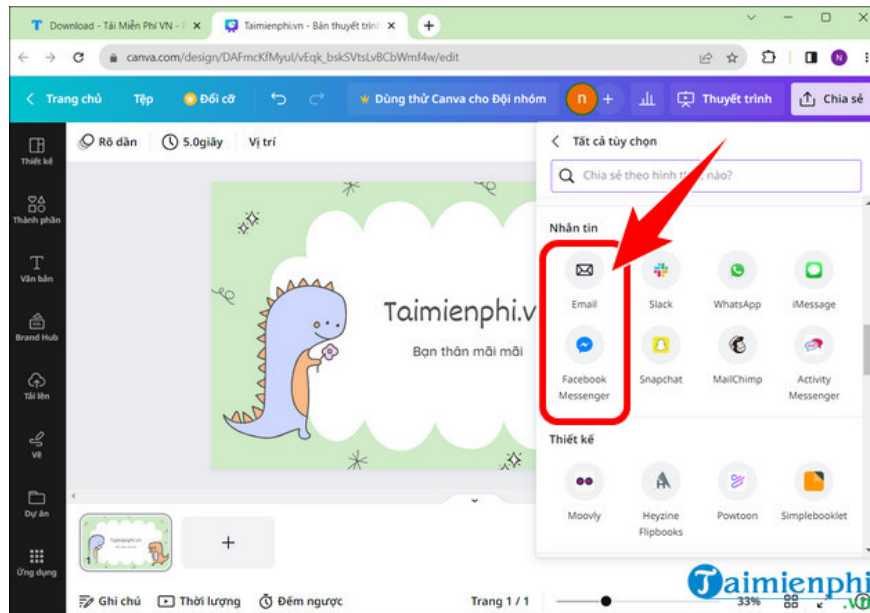 Download - Tải Miễn Phí VN -
Taimienphi.vn - Bản thuyết trình
canva.com/design/DAFmcKfMyuI/vEqk_bskSVtsLvBCbWmf4w/edit
N
Trang chủ
Tệp
Đổi cỡ
Dùng thử Canva cho Đội nhóm
n
Thuyết trình
Chia sẻ
Thiết kế
Thành phần
Văn bản
Brand Hub
Tải lên
Vẽ
Dự án
Ứng dụng
Rõ dần
5.0giây
Vị trí
Taimienphi.v
Bạn thân mãi mãi
Tất cả tùy chọn
Chia sẻ theo hình nào?
Nhắn tin
Email
Slack
WhatsApp
iMessage
Facebook
Messenger
Snapchat
MailChimp
Activity
Messenger
Thiết kế
Moovly
Heyzine
Flipbooks
Powtoon
Simplebooklet
Taimienphi.v
1
Ghi chú
Thời lượng
Đếm ngược
Trang 1 / 1
33%
Taimienphi
.vn